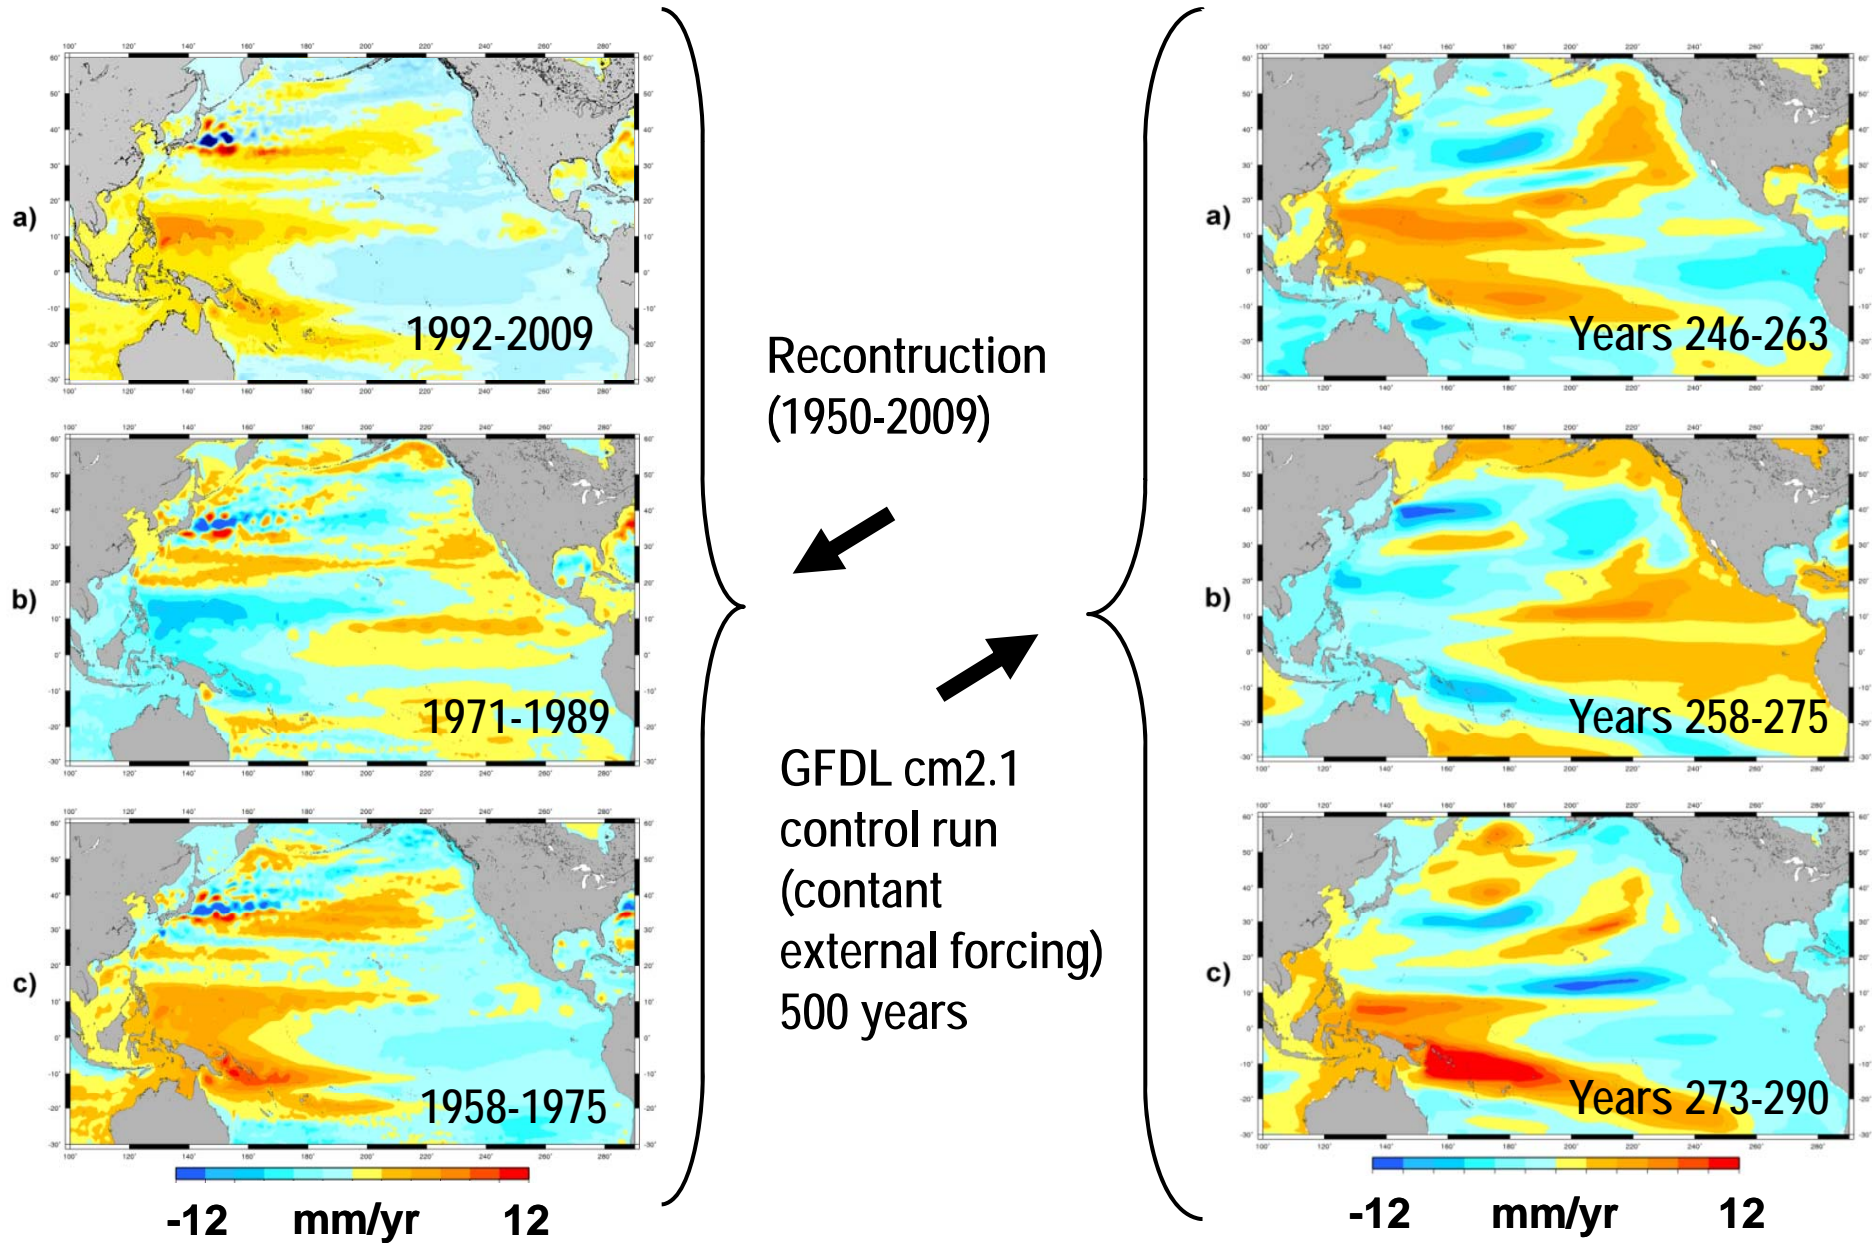 a)
1992-2009
b)
1971-1989
c)
1958-1975
-12 mm/yr 12
Recontruction
(1950-2009)
GFDL cm2.1
control run
(contant
external forcing)
500 years
a)
Years 246-263
b)
Years 258-275
c)
Years 273-290
-12 mm/yr 12